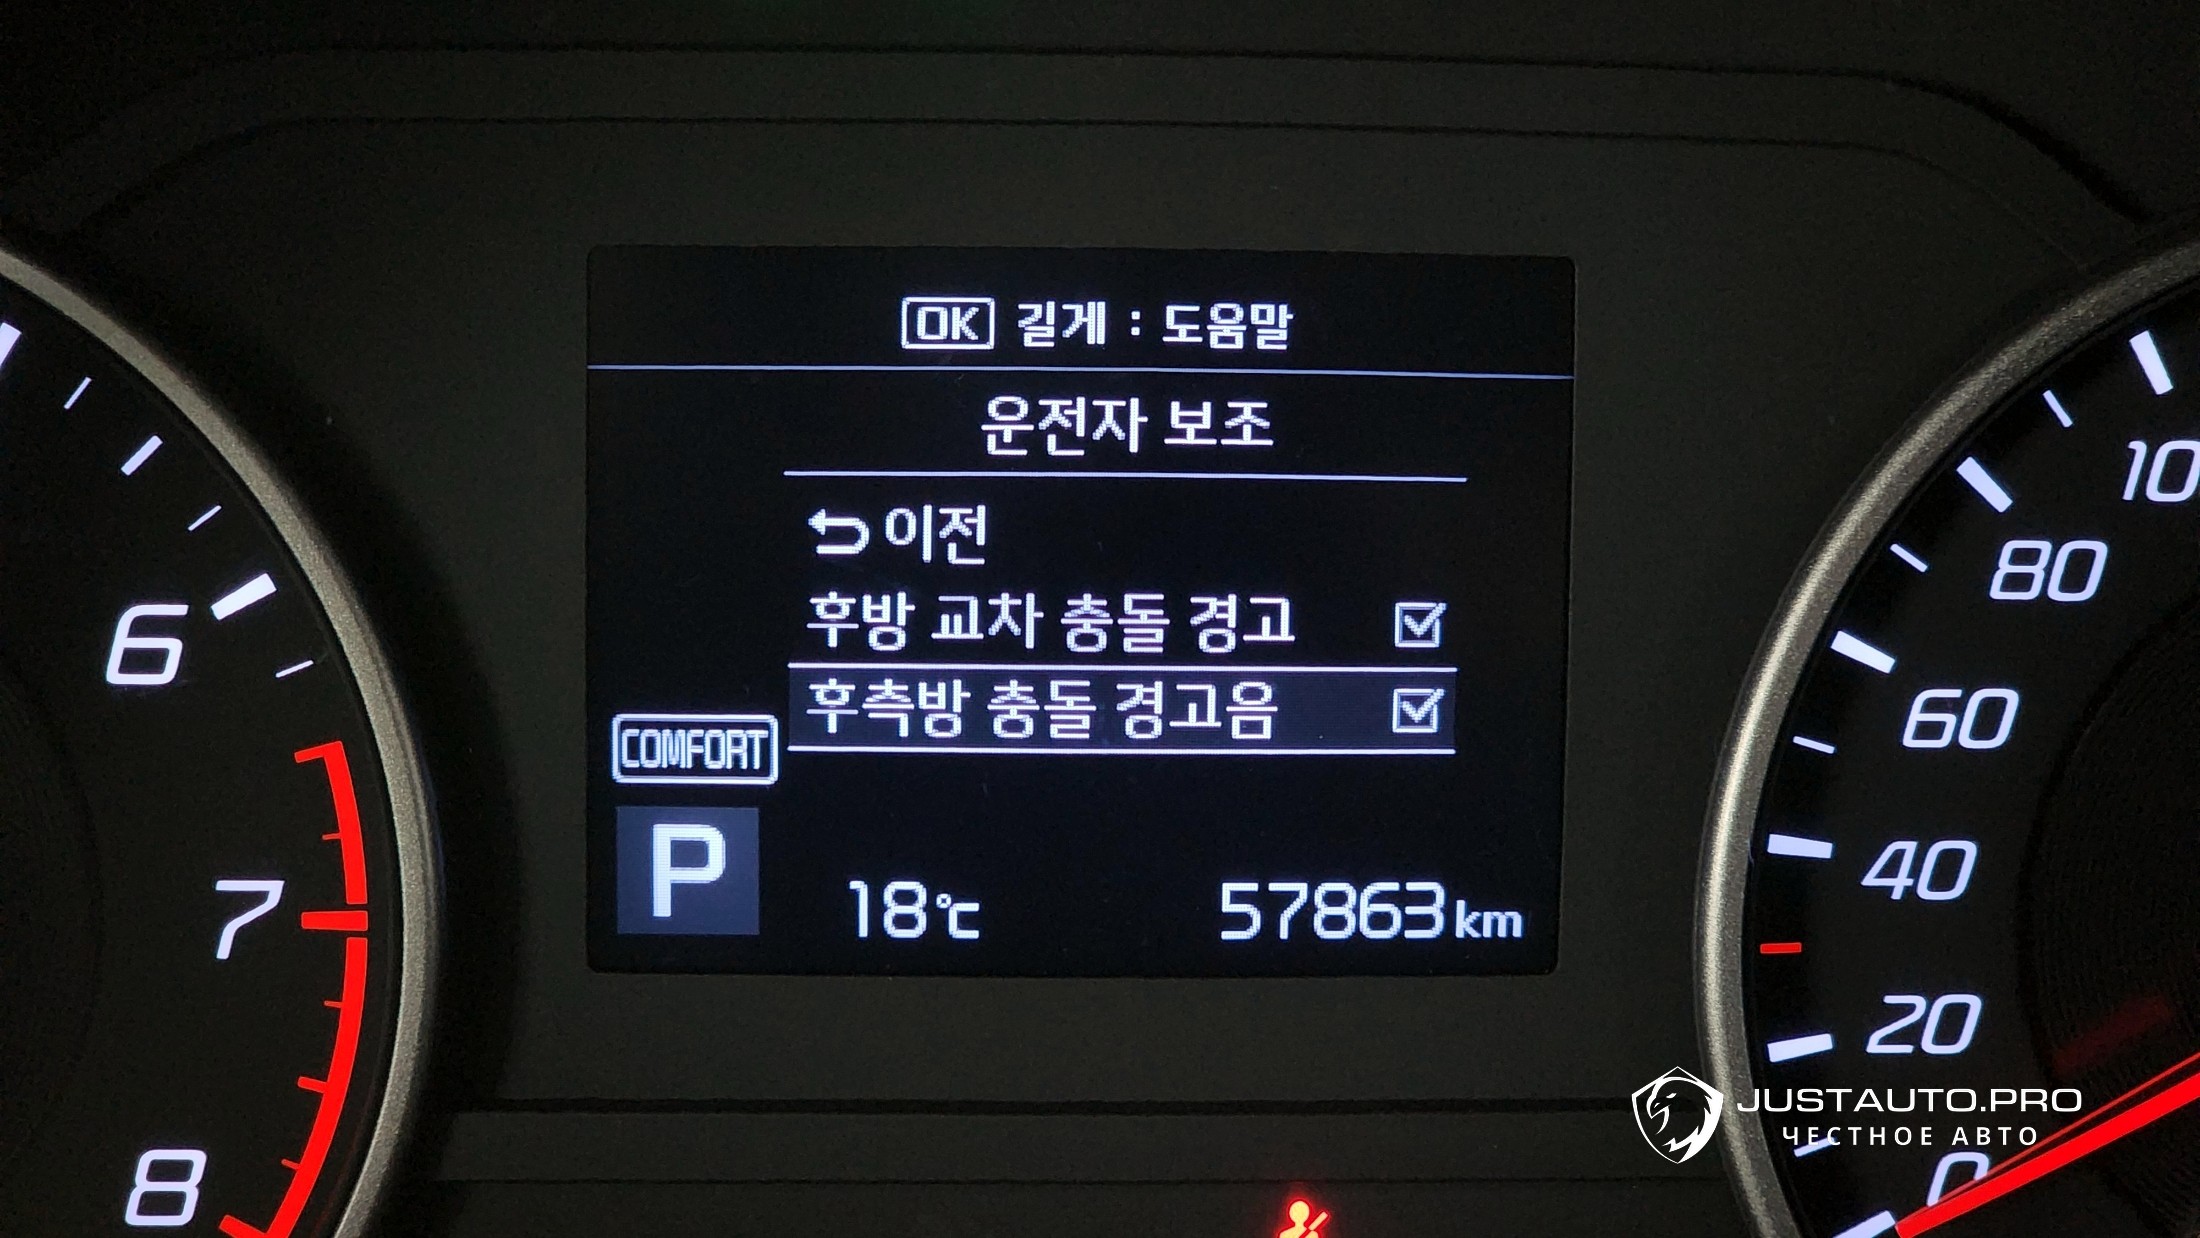 OK 길게 : 도움말
운전자 보조
이전
후방 교차 충돌 경고
후측방 충돌 경고음
COMFORT
P
18℃
57863 km
6
7
8
10
80
60
40
20
0
JUSTAUTO.PRO
ЧЕСТНОЕ АВТО